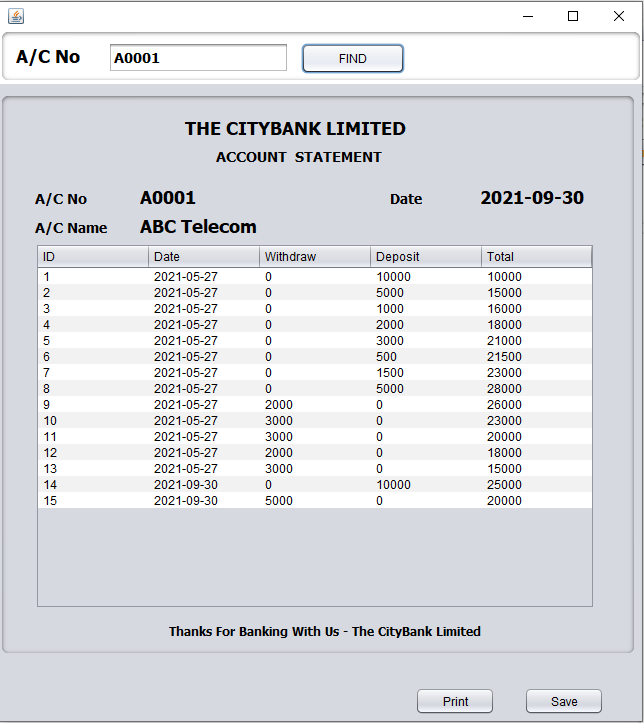 A/C No A0001 FIND
THE CITYBANK LIMITED
ACCOUNT STATEMENT
A/C No A0001 Date 2021-09-30
A/C Name ABC Telecom
ID Date Withdraw Deposit Total
1 2021-05-27 0 10000 10000
2 2021-05-27 0 5000 15000
3 2021-05-27 0 1000 16000
4 2021-05-27 0 2000 18000
5 2021-05-27 0 3000 21000
6 2021-05-27 0 500 21500
7 2021-05-27 0 1500 23000
8 2021-05-27 0 5000 28000
9 2021-05-27 2000 0 26000
10 2021-05-27 3000 0 23000
11 2021-05-27 3000 0 20000
12 2021-05-27 2000 0 18000
13 2021-05-27 3000 0 15000
14 2021-09-30 0 10000 25000
15 2021-09-30 5000 0 20000
Thanks For Banking With Us - The CityBank Limited
Print Save